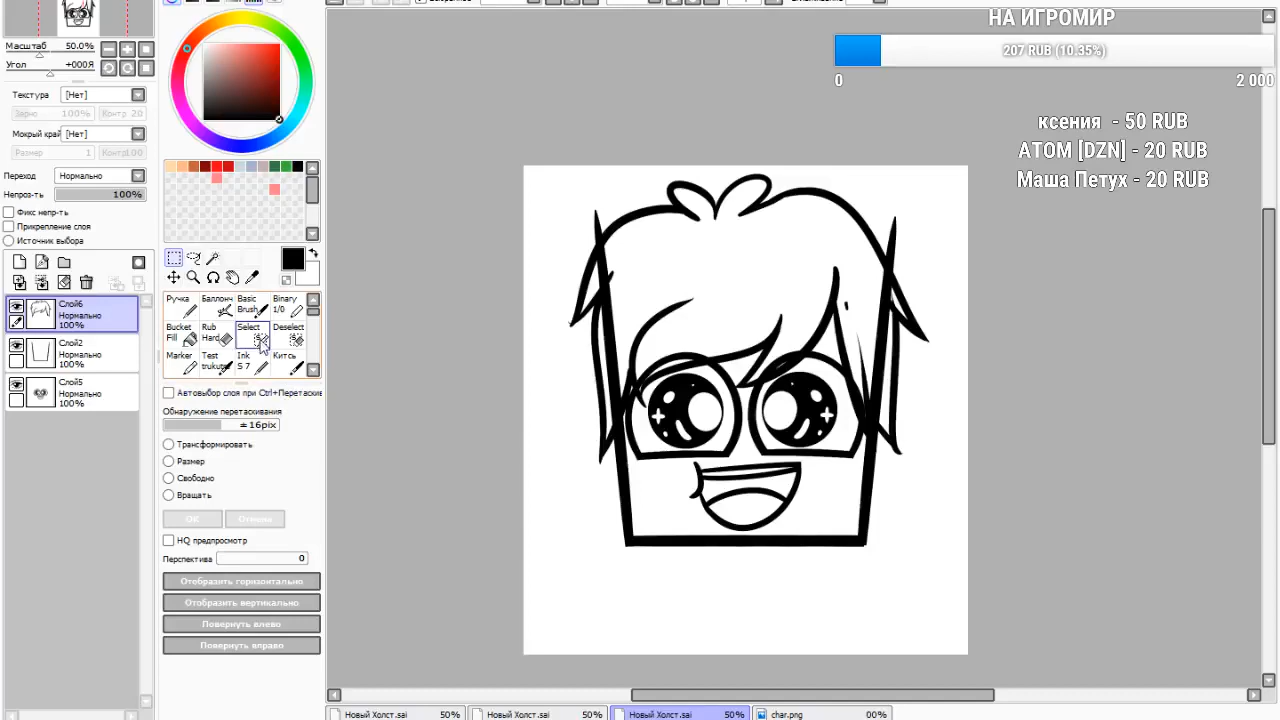 НА ИГРОМИР
207 RUB (10.35%)
0
2 000
ксения - 50 RUB
ATOM [DZN] - 20 RUB
Маша Петух - 20 RUB
Масштаб 50.0%
Угол +000Я
Текстура [Нет]
Зерно 100% Контр 20
Мокрый край [Нет]
Размер 1 Контр100
Переход Нормально
Непроз-ть 100%
Фикс непр-ть
Прикрепление слоя
Источник выбора
Слой6
Нормально
100%
Слой2
Нормально
100%
Слой5
Нормально
100%
Ручка
Баллонч
Basic Brush
Binary 1/0
Bucket Fill
Rub Hard
Select
Deselect
Marker
Test trukut
Ink S 7
Китсь
Автовыбор слоя при Ctrl+Перетаски
Обнаружение перетаскивания
±16pix
Трансформировать
Размер
Свободно
Вращать
OK Отмена
HQ предпросмотр
Перспектива 0
Отобразить горизонтально
Отобразить вертикально
Повернуть влево
Повернуть вправо
Новый Холст.sai 50%
Новый Холст.sai 50%
Новый Холст.sai 50%
char.png 00%